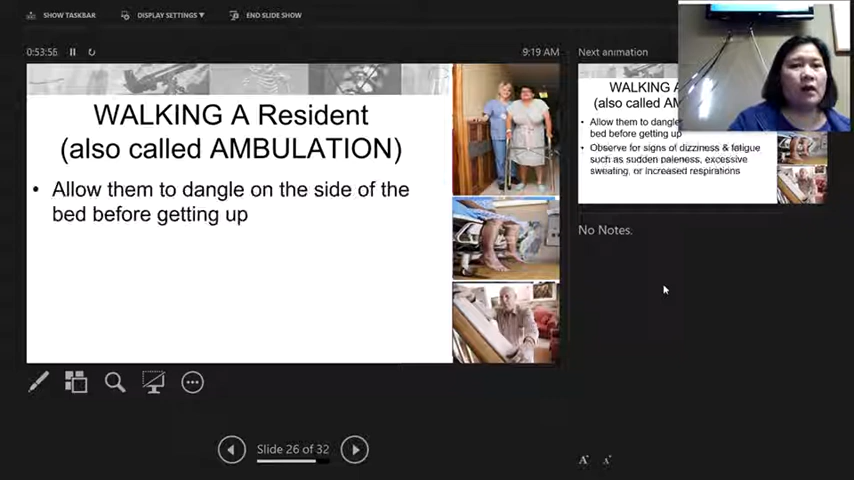 SHOW TASKBAR
DISPLAY SETTINGS ▼
END SLIDE SHOW
0:53:56
9:19 AM
WALKING A Resident
(also called AMBULATION)
• Allow them to dangle on the side of the
bed before getting up
Next animation
WALKING A
(also called AM
• Allow them to dangle
bed before getting up
• Observe for signs of dizziness & fatigue
such as sudden paleness, excessive
sweating, or increased respirations
No Notes.
Slide 26 of 32
A A